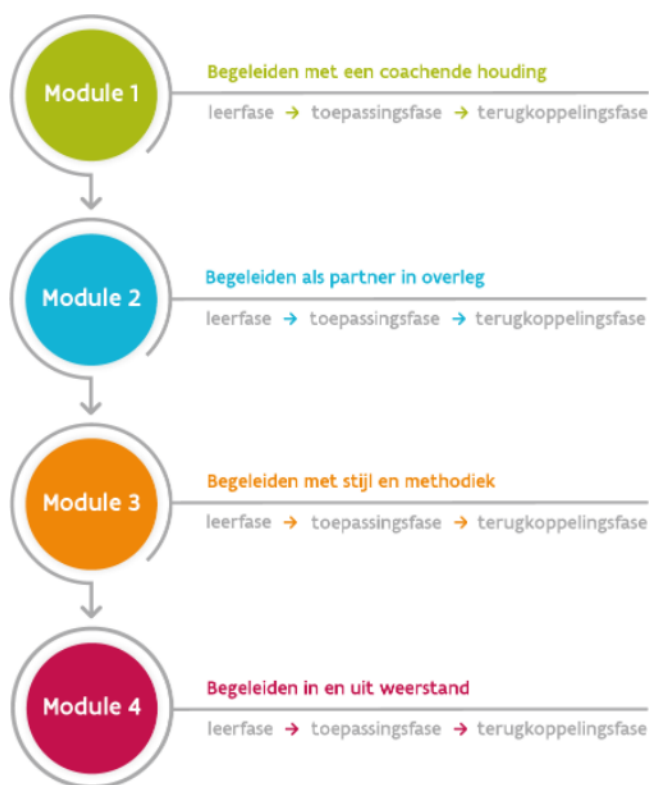 Module 1
Begeleiden met een coachende houding
leerfase → toepassingsfase → terugkoppelingsfase
Module 2
Begeleiden als partner in overleg
leerfase → toepassingsfase → terugkoppelingsfase
Module 3
Begeleiden met stijl en methodiek
leerfase → toepassingsfase → terugkoppelingsfase
Module 4
Begeleiden in en uit weerstand
leerfase → toepassingsfase → terugkoppelingsfase